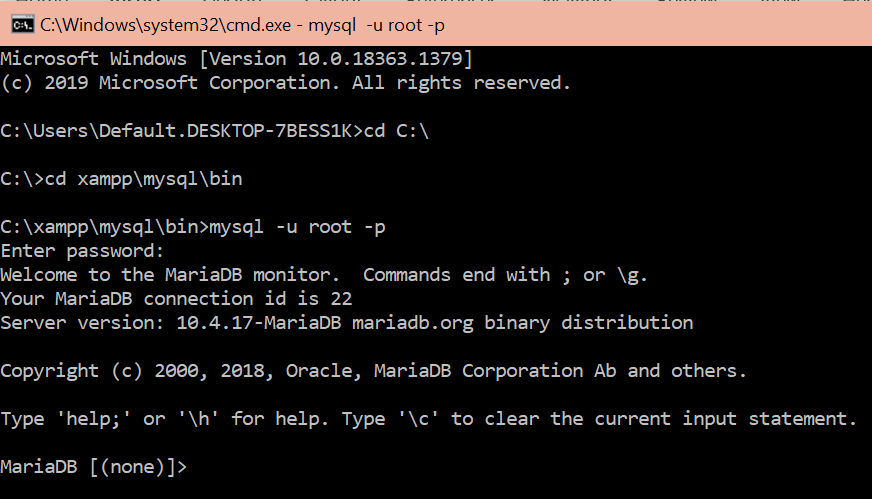 C:\Windows\system32\cmd.exe - mysql  -u root -p
Microsoft Windows [Version 10.0.18363.1379]
(c) 2019 Microsoft Corporation. All rights reserved.
C:\Users\Default.DESKTOP-7BESS1K>cd C:\
C:\>cd xampp\mysql\bin
C:\xampp\mysql\bin>mysql -u root -p
Enter password:
Welcome to the MariaDB monitor.  Commands end with ; or \g.
Your MariaDB connection id is 22
Server version: 10.4.17-MariaDB mariadb.org binary distribution
Copyright (c) 2000, 2018, Oracle, MariaDB Corporation Ab and others.
Type 'help;' or '\h' for help. Type '\c' to clear the current input statement.
MariaDB [(none)]>